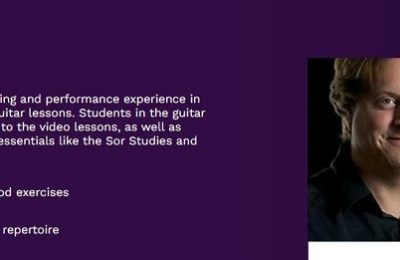 ing and performance experience in
uitar lessons. Students in the guitar
to the video lessons, as well as
essentials like the Sor Studies and
od exercises
repertoire